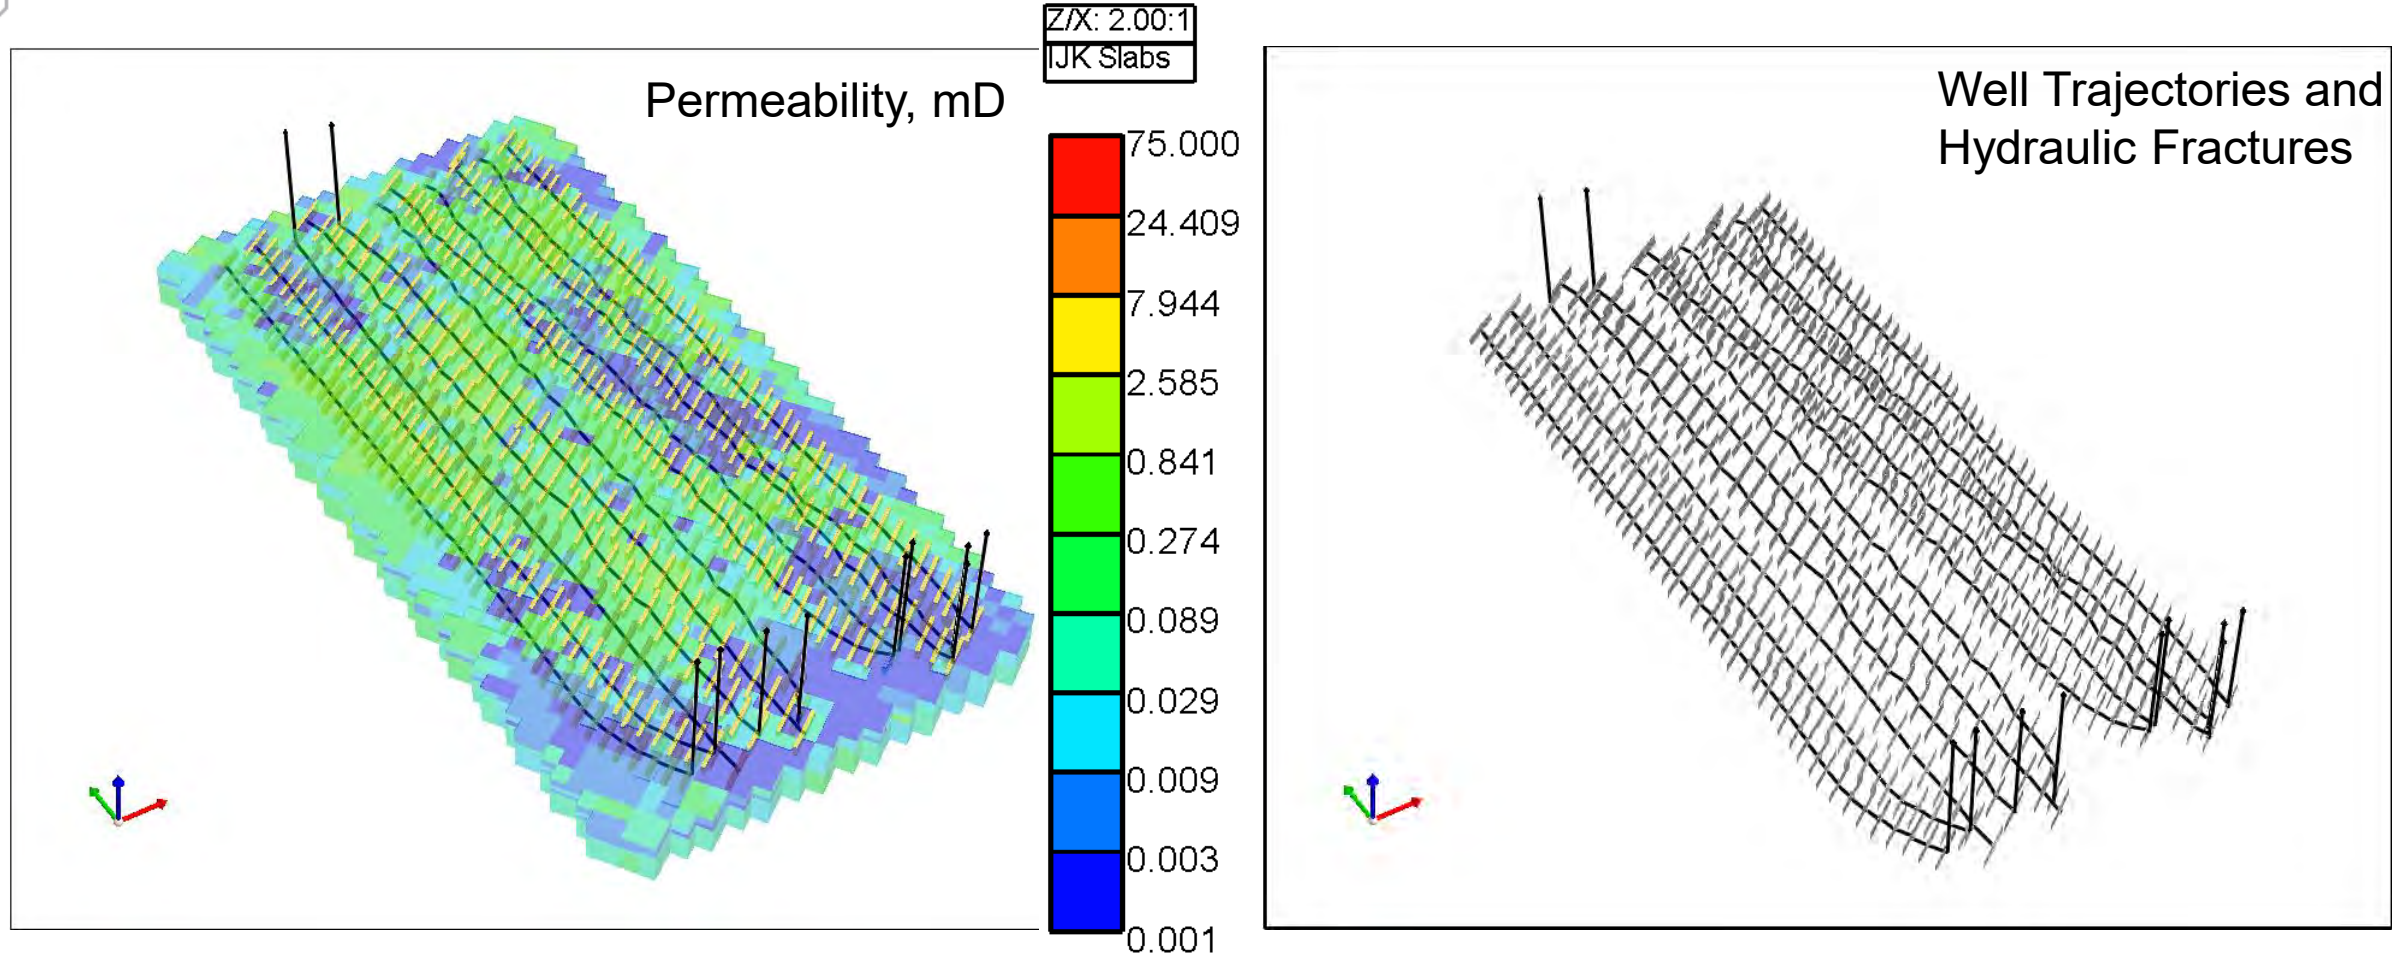 Z/X: 2.00:1
IJK Slabs
Permeability, mD
75.000
24.409
7.944
2.585
0.841
0.274
0.089
0.029
0.009
0.003
0.001
Well Trajectories and
Hydraulic Fractures